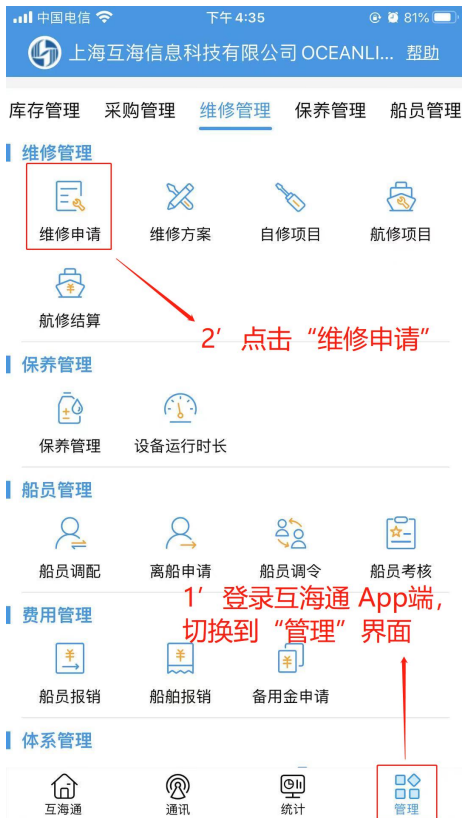 中国电信 下午4:35 81%
上海互海信息科技有限公司 OCEANLI... 帮助
库存管理 采购管理 维修管理 保养管理 船员管理
维修管理
维修申请 维修方案 自修项目 航修项目
航修结算
2’ 点击“维修申请”
保养管理
保养管理 设备运行时长
船员管理
船员调配 离船申请 船员调令 船员考核
1’ 登录互海通 App端，
切换到“管理”界面
费用管理
船员报销 船舶报销 备用金申请
体系管理
互海通 通讯 统计 管理